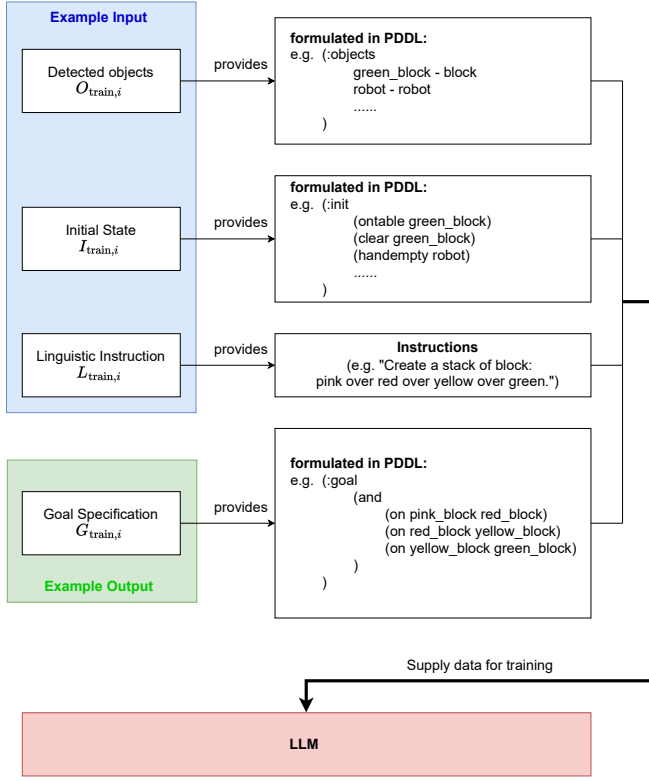 Example Input
Detected objects
O_train,i
provides
formulated in PDDL:
e.g. (:objects
green_block - block
robot - robot
......
)
Initial State
I_train,i
provides
formulated in PDDL:
e.g. (:init
(ontable green_block)
(clear green_block)
(handempty robot)
......
)
Linguistic Instruction
L_train,i
provides
Instructions
(e.g. "Create a stack of block:
pink over red over yellow over green.")
Goal Specification
G_train,i
Example Output
provides
formulated in PDDL:
e.g. (:goal
(and
(on pink_block red_block)
(on red_block yellow_block)
(on yellow_block green_block)
)
)
Supply data for training
LLM